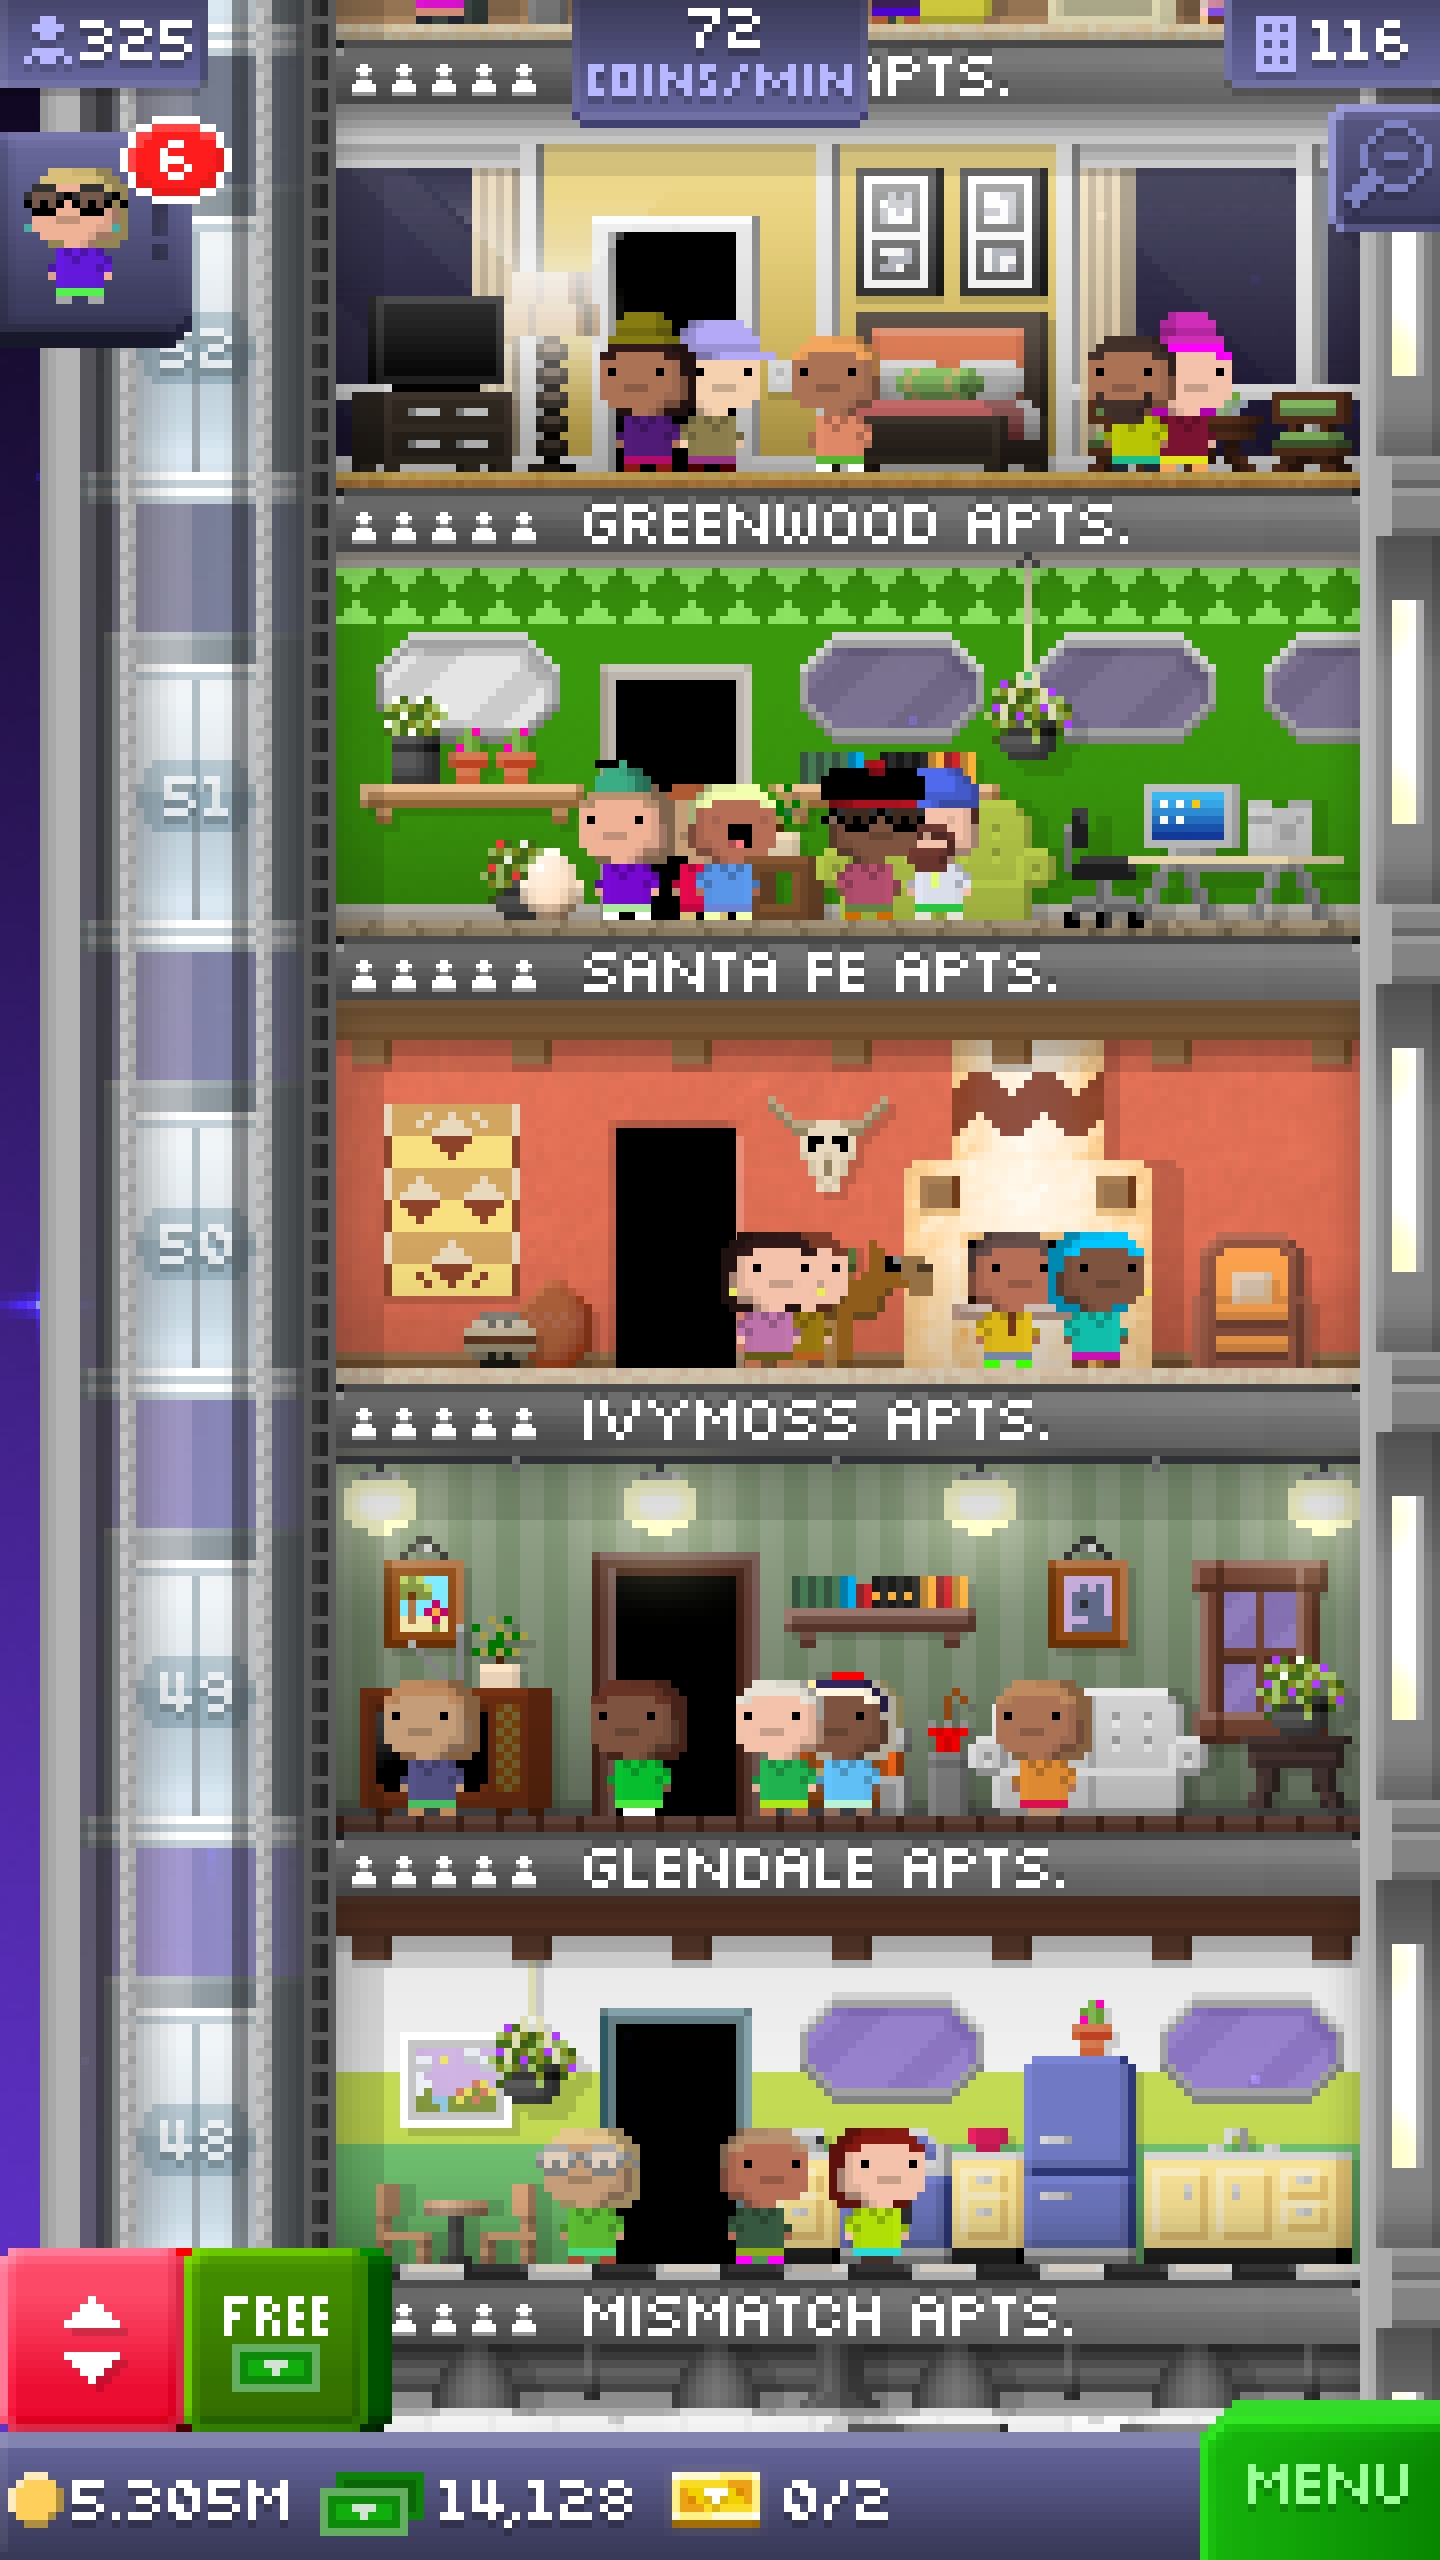 325
72
COINS/MIN
APTS.
116
6
52
GREENWOOD APTS.
51
SANTA FE APTS.
50
IVYMOSS APTS.
49
GLENDALE APTS.
48
FREE
MISMATCH APTS.
5.305M
14,128
0/2
MENU